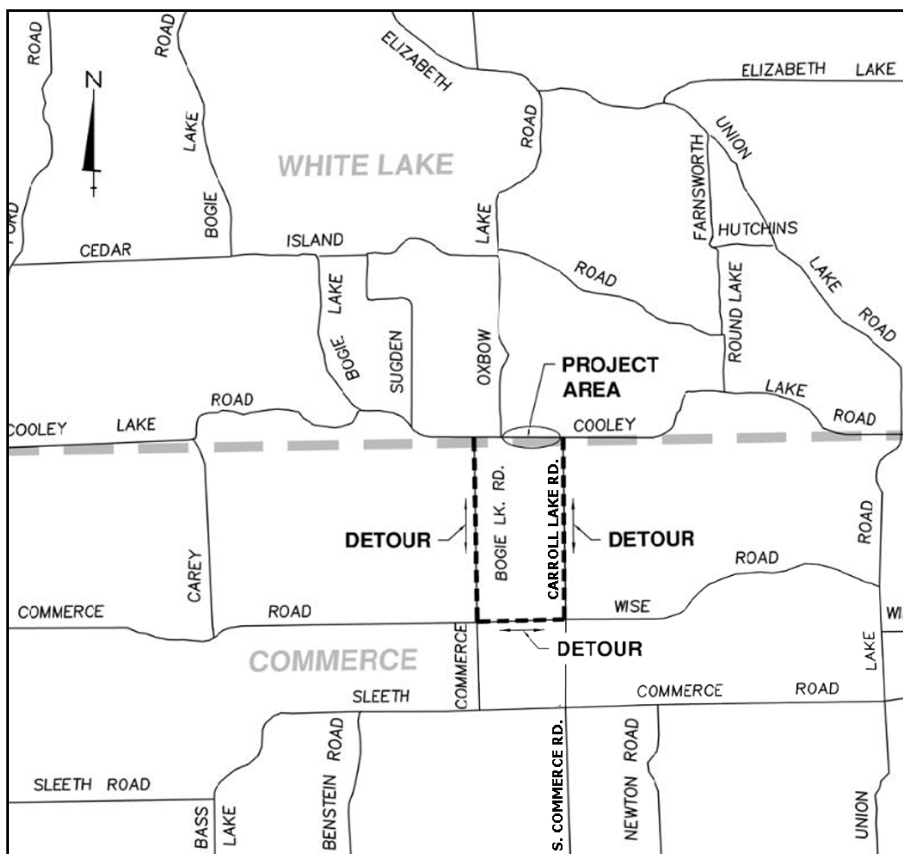 ROAD
ROAD
ELIZABETH
ELIZABETH LAKE
N
LAKE
ROAD
UNION
WHITE LAKE
FARNSWORTH
FORD
BOGIE
LAKE
HUTCHINS
CEDAR
ISLAND
ROAD
LAKE
LAKE
ROAD
BOGIE
SUGDEN
OXBOW
ROUND LAKE
PROJECT
AREA
ROAD
LAKE
COOLEY
LAKE
COOLEY
ROAD
DETOUR
BOGIE LK. RD.
CARROLL LAKE RD.
DETOUR
ROAD
ROAD
CAREY
COMMERCE
ROAD
WISE
WI
DETOUR
LAKE
COMMERCE
COMMERCE
SLEETH
COMMERCE ROAD
SLEETH ROAD
BASS
LAKE
BENSTEIN ROAD
S. COMMERCE RD.
NEWTON ROAD
UNION